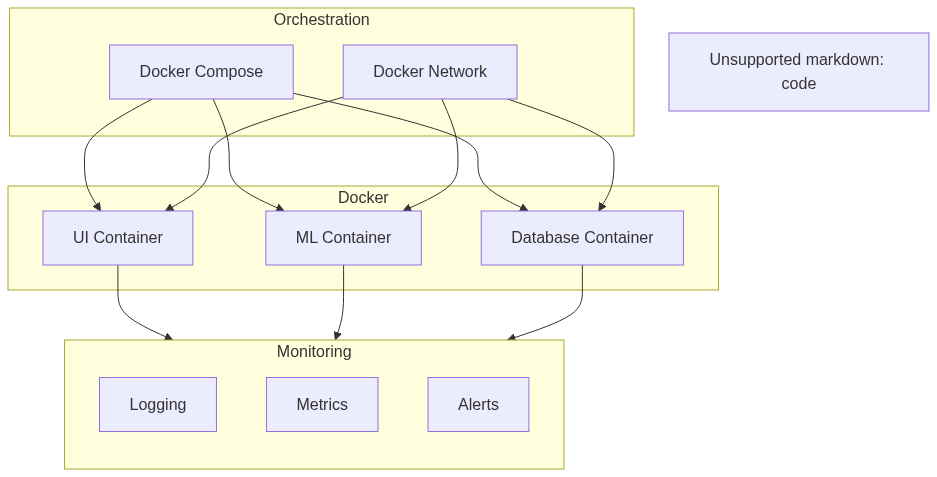 Orchestration
Docker Compose
Docker Network
Unsupported markdown:
code
Docker
UI Container
ML Container
Database Container
Monitoring
Logging
Metrics
Alerts